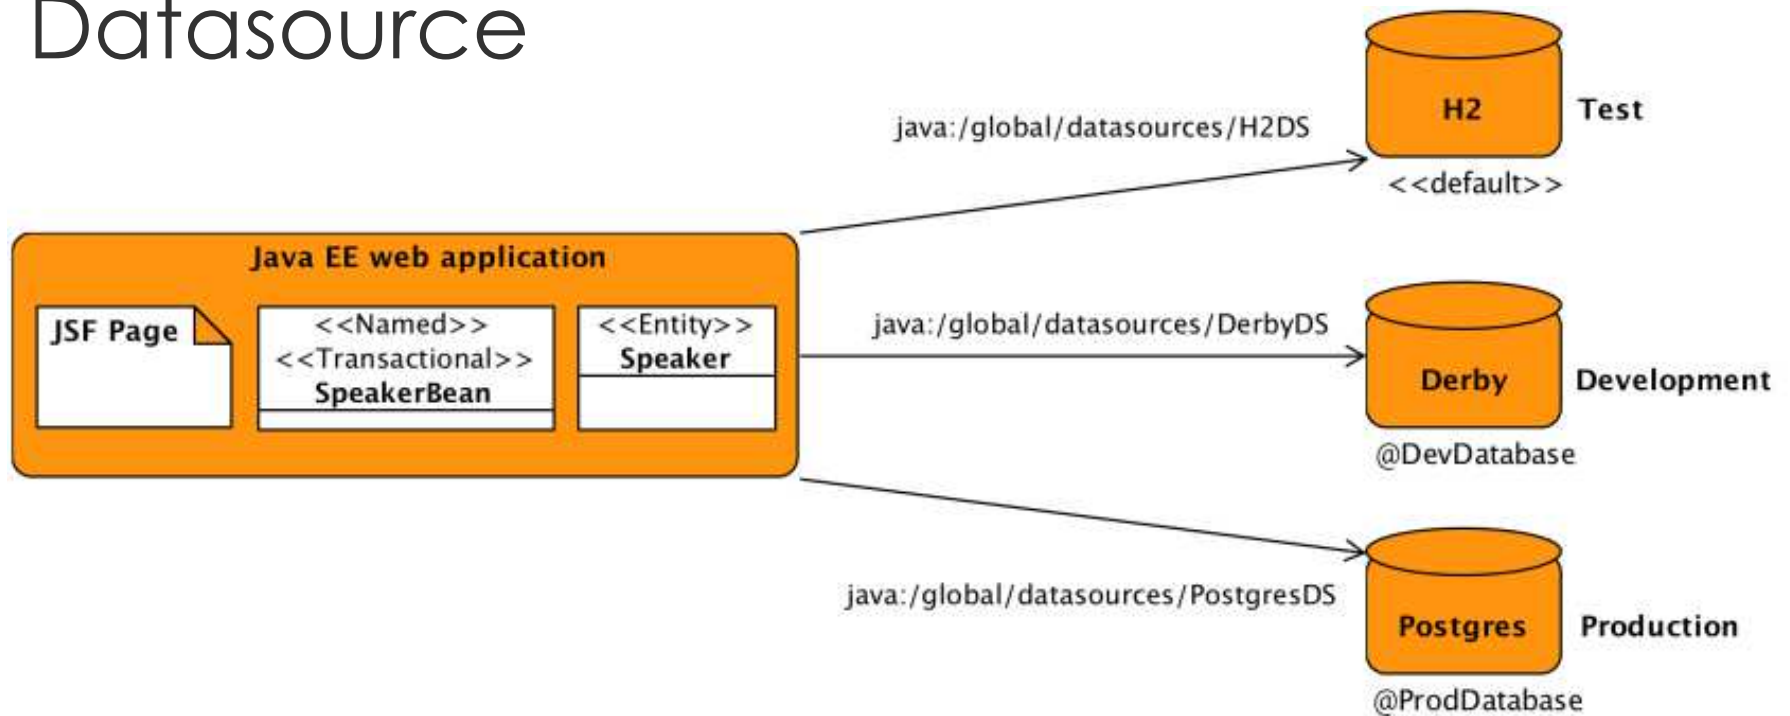 Datasource
java:/global/datasources/H2DS
H2
Test
<<default>>
Java EE web application
JSF Page
<<Named>>
<<Transactional>>
SpeakerBean
<<Entity>>
Speaker
java:/global/datasources/DerbyDS
Derby
Development
@DevDatabase
java:/global/datasources/PostgresDS
Postgres
Production
@ProdDatabase